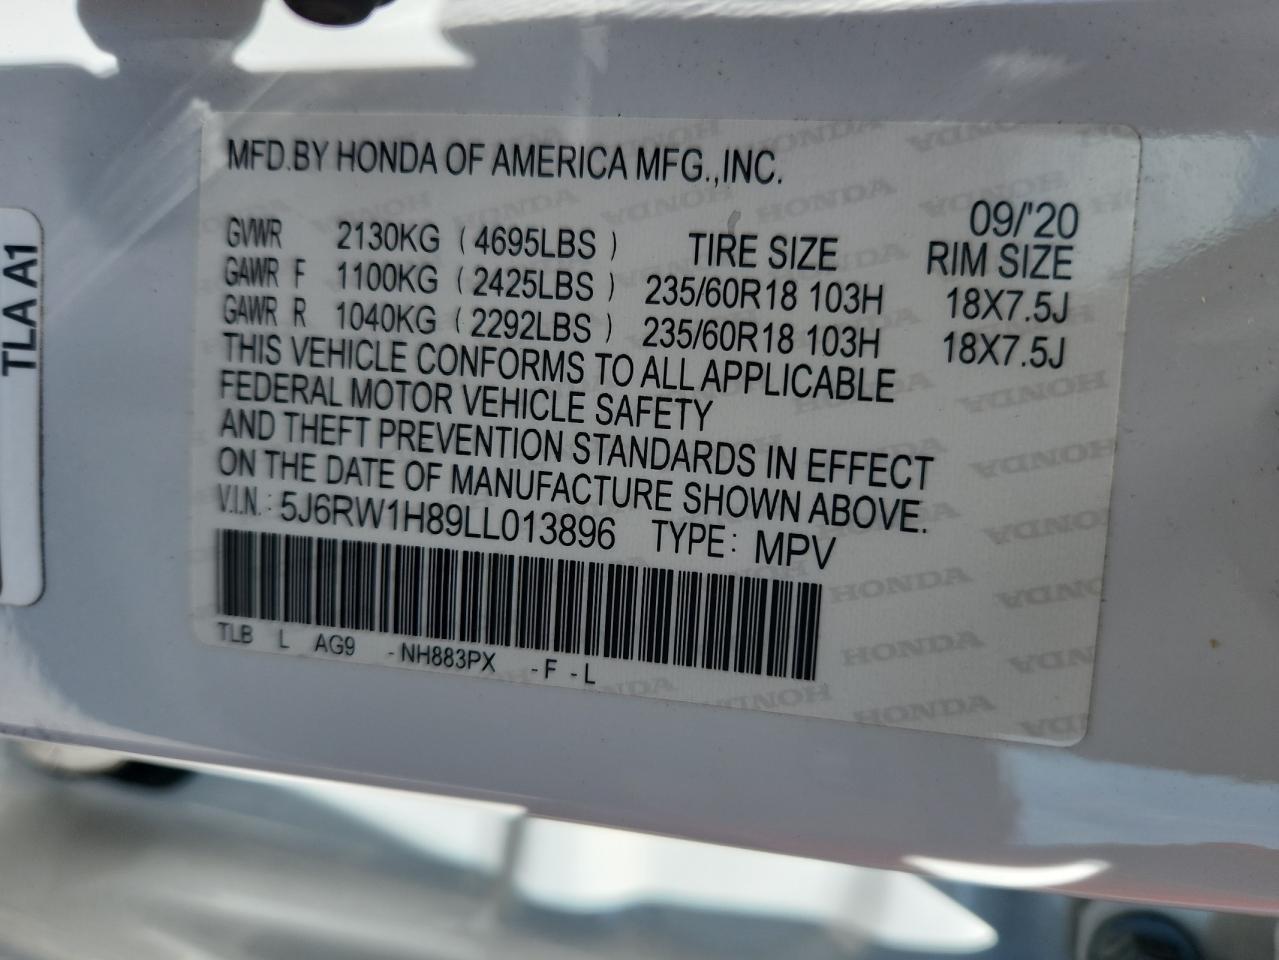 MFD.BY HONDA OF AMERICA MFG.,INC.
09/'20
GVWR 2130KG (4695LBS) TIRE SIZE RIM SIZE
GAWR F 1100KG (2425LBS) 235/60R18 103H 18X7.5J
GAWR R 1040KG (2292LBS) 235/60R18 103H 18X7.5J
THIS VEHICLE CONFORMS TO ALL APPLICABLE
FEDERAL MOTOR VEHICLE SAFETY
AND THEFT PREVENTION STANDARDS IN EFFECT
ON THE DATE OF MANUFACTURE SHOWN ABOVE.
V.I.N.: 5J6RW1H89LL013896 TYPE: MPV
TLB L AG9 -NH883PX -F -L
TLA A1